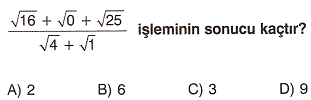 √16 + √0 + √25
√4 + √1
işleminin sonucu kaçtır?
A) 2 B) 6 C) 3 D) 9